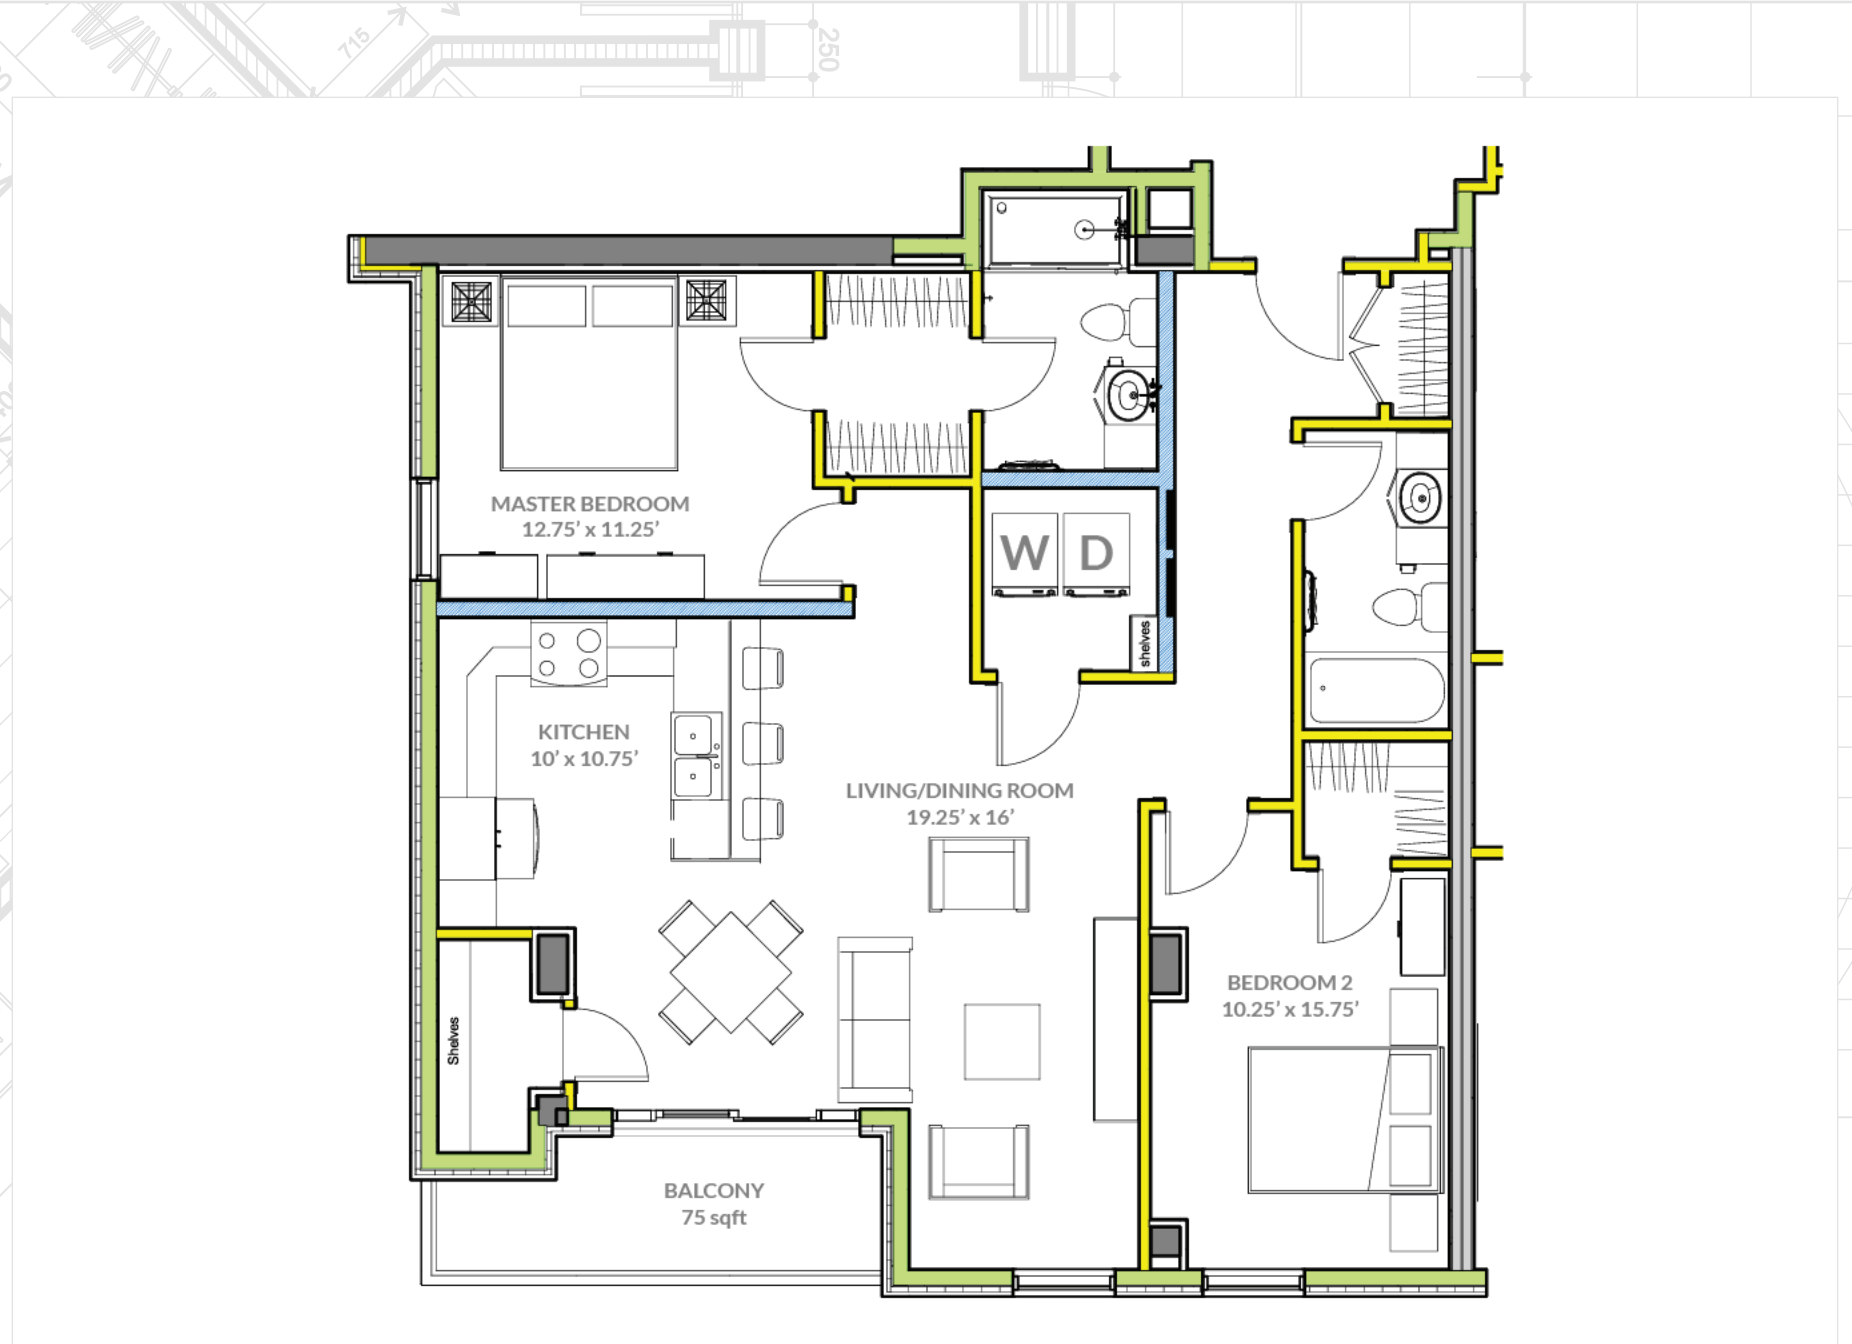 715
250
MASTER BEDROOM
12.75’ x 11.25’
W D
shelves
KITCHEN
10’ x 10.75’
LIVING/DINING ROOM
19.25’ x 16’
BEDROOM 2
10.25’ x 15.75’
Shelves
BALCONY
75 sqft